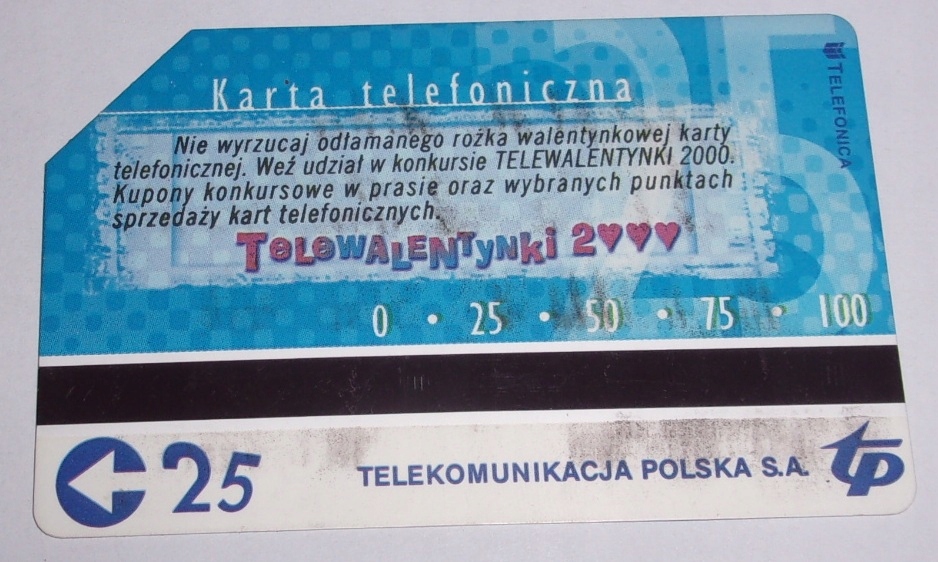 Karta telefoniczna
TELEFONICA
Nie wyrzucaj odłamanego rożka walentynkowej karty
telefonicznej. Weź udział w konkursie TELEWALENTYNKI 2000.
Kupony konkursowe w prasie oraz wybranych punktach
sprzedaży kart telefonicznych.
TeleWALENTyNki 2♥♥♥
0 • 25 • 50 • 75 • 100
25
TELEKOMUNIKACJA POLSKA S.A.
tp